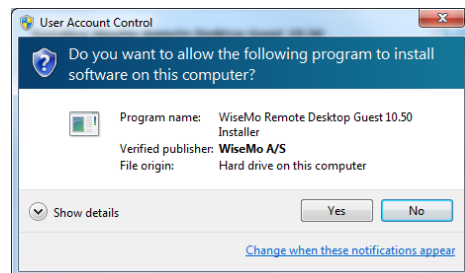 User Account Control
Do you want to allow the following program to install
software on this computer?
Program name: WiseMo Remote Desktop Guest 10.50
Installer
Verified publisher: WiseMo A/S
File origin: Hard drive on this computer
Show details
Yes
No
Change when these notifications appear